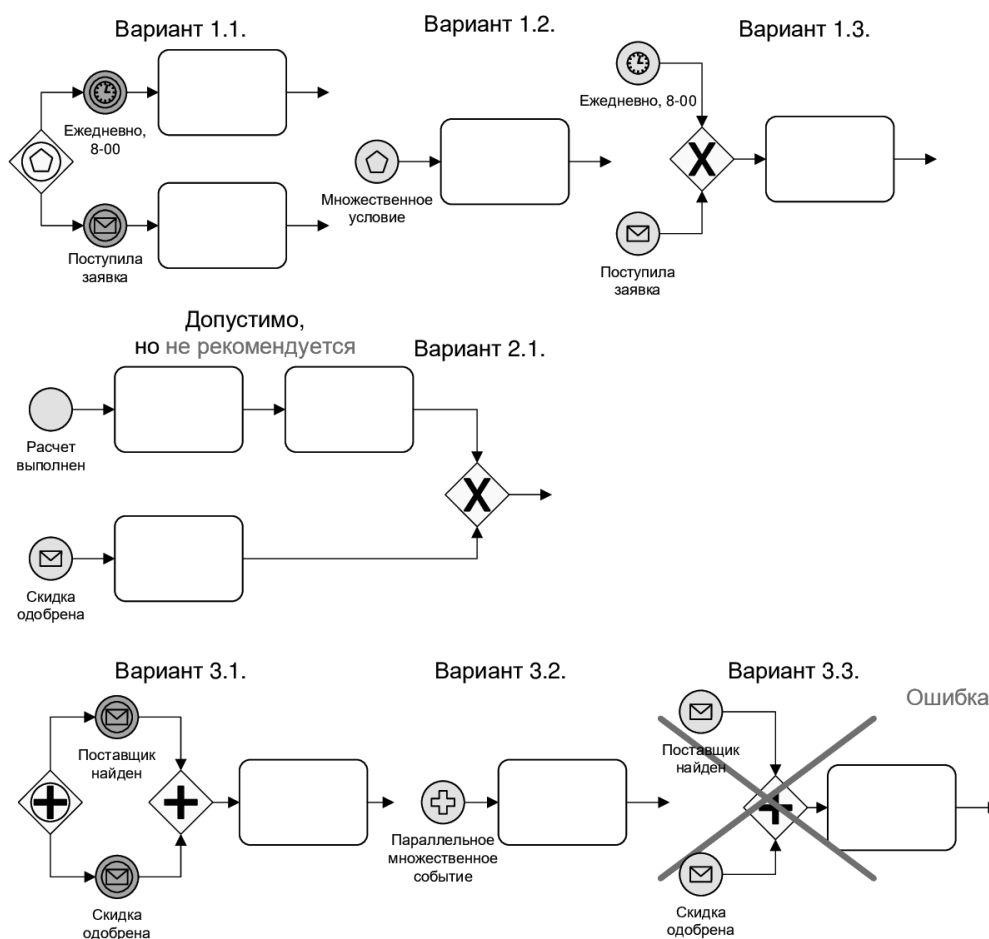 Вариант 1.1.
Вариант 1.2.
Вариант 1.3.
Ежедневно,
8-00
Поступила
заявка
Множественное
условие
Ежедневно, 8-00
Поступила
заявка
Допустимо,
но не рекомендуется
Вариант 2.1.
Расчет
выполнен
Скидка
одобрена
Вариант 3.1.
Вариант 3.2.
Вариант 3.3.
Ошибка
Поставщик
найден
Скидка
одобрена
Параллельное
множественное
событие
Поставщик
найден
Скидка
одобрена